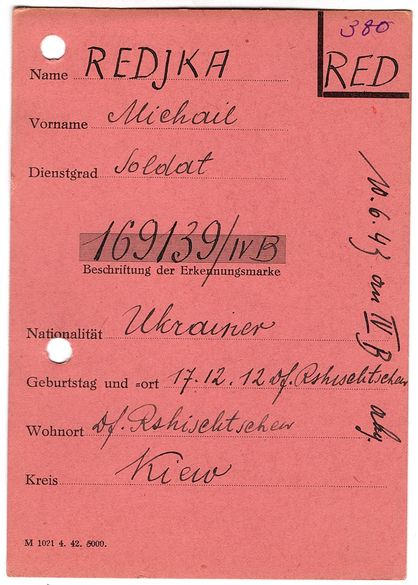 380
RED
Name REDJKA
Vorname Michail
Dienstgrad Soldat
169139/IVB
Beschriftung der Erkennungsmarke
Nationalität Ukrainer
Geburtstag und =ort 17.12.12 Df. Rshischtschew
Wohnort Df. Rshischtschew
Kreis Kiew
10.6.43 an IV B abg.
M 1021 4. 42. 5000.